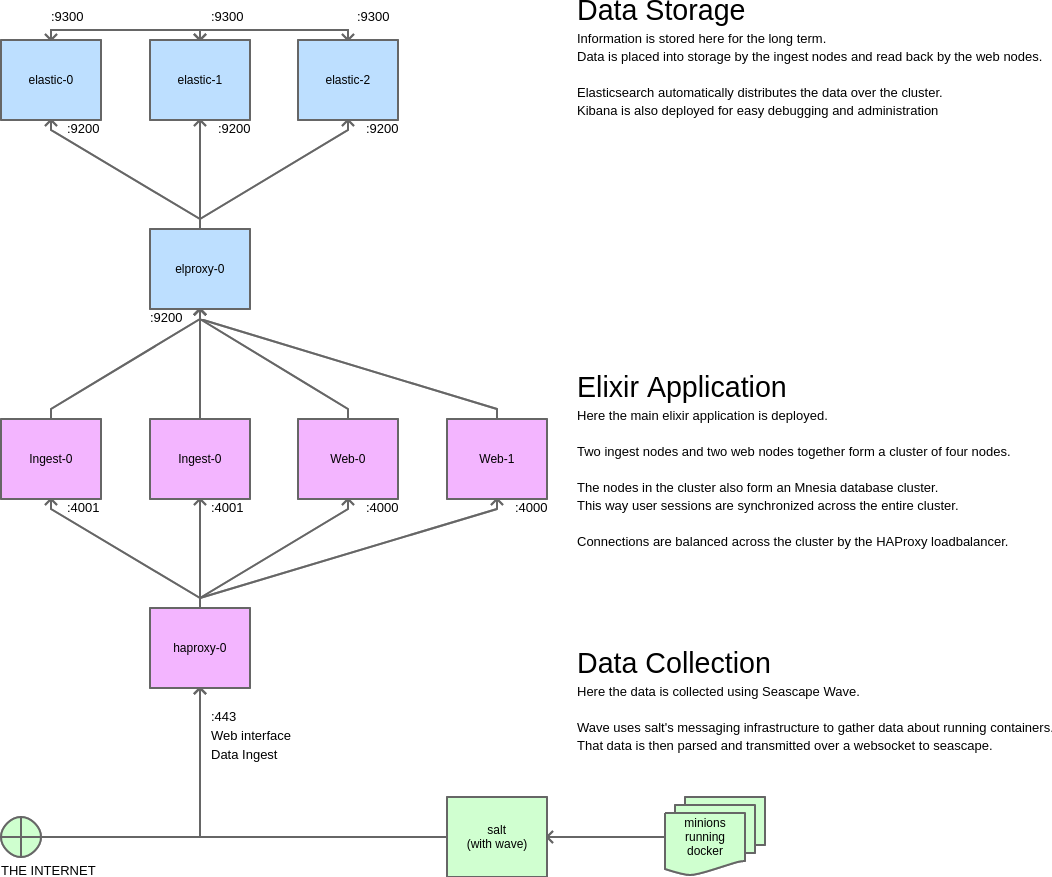 :9300
:9300
:9300
Data Storage
Information is stored here for the long term.
Data is placed into storage by the ingest nodes and read back by the web nodes.
Elasticsearch automatically distributes the data over the cluster.
Kibana is also deployed for easy debugging and administration
elastic-0
elastic-1
elastic-2
:9200
:9200
:9200
elproxy-0
:9200
Elixir Application
Here the main elixir application is deployed.
Two ingest nodes and two web nodes together form a cluster of four nodes.
The nodes in the cluster also form an Mnesia database cluster.
This way user sessions are synchronized across the entire cluster.
Connections are balanced across the cluster by the HAProxy loadbalancer.
Ingest-0
Ingest-0
Web-0
Web-1
:4001
:4001
:4000
:4000
haproxy-0
Data Collection
Here the data is collected using Seascape Wave.
Wave uses salt's messaging infrastructure to gather data about running containers.
That data is then parsed and transmitted over a websocket to seascape.
:443
Web interface
Data Ingest
salt
(with wave)
minions
running
docker
THE INTERNET